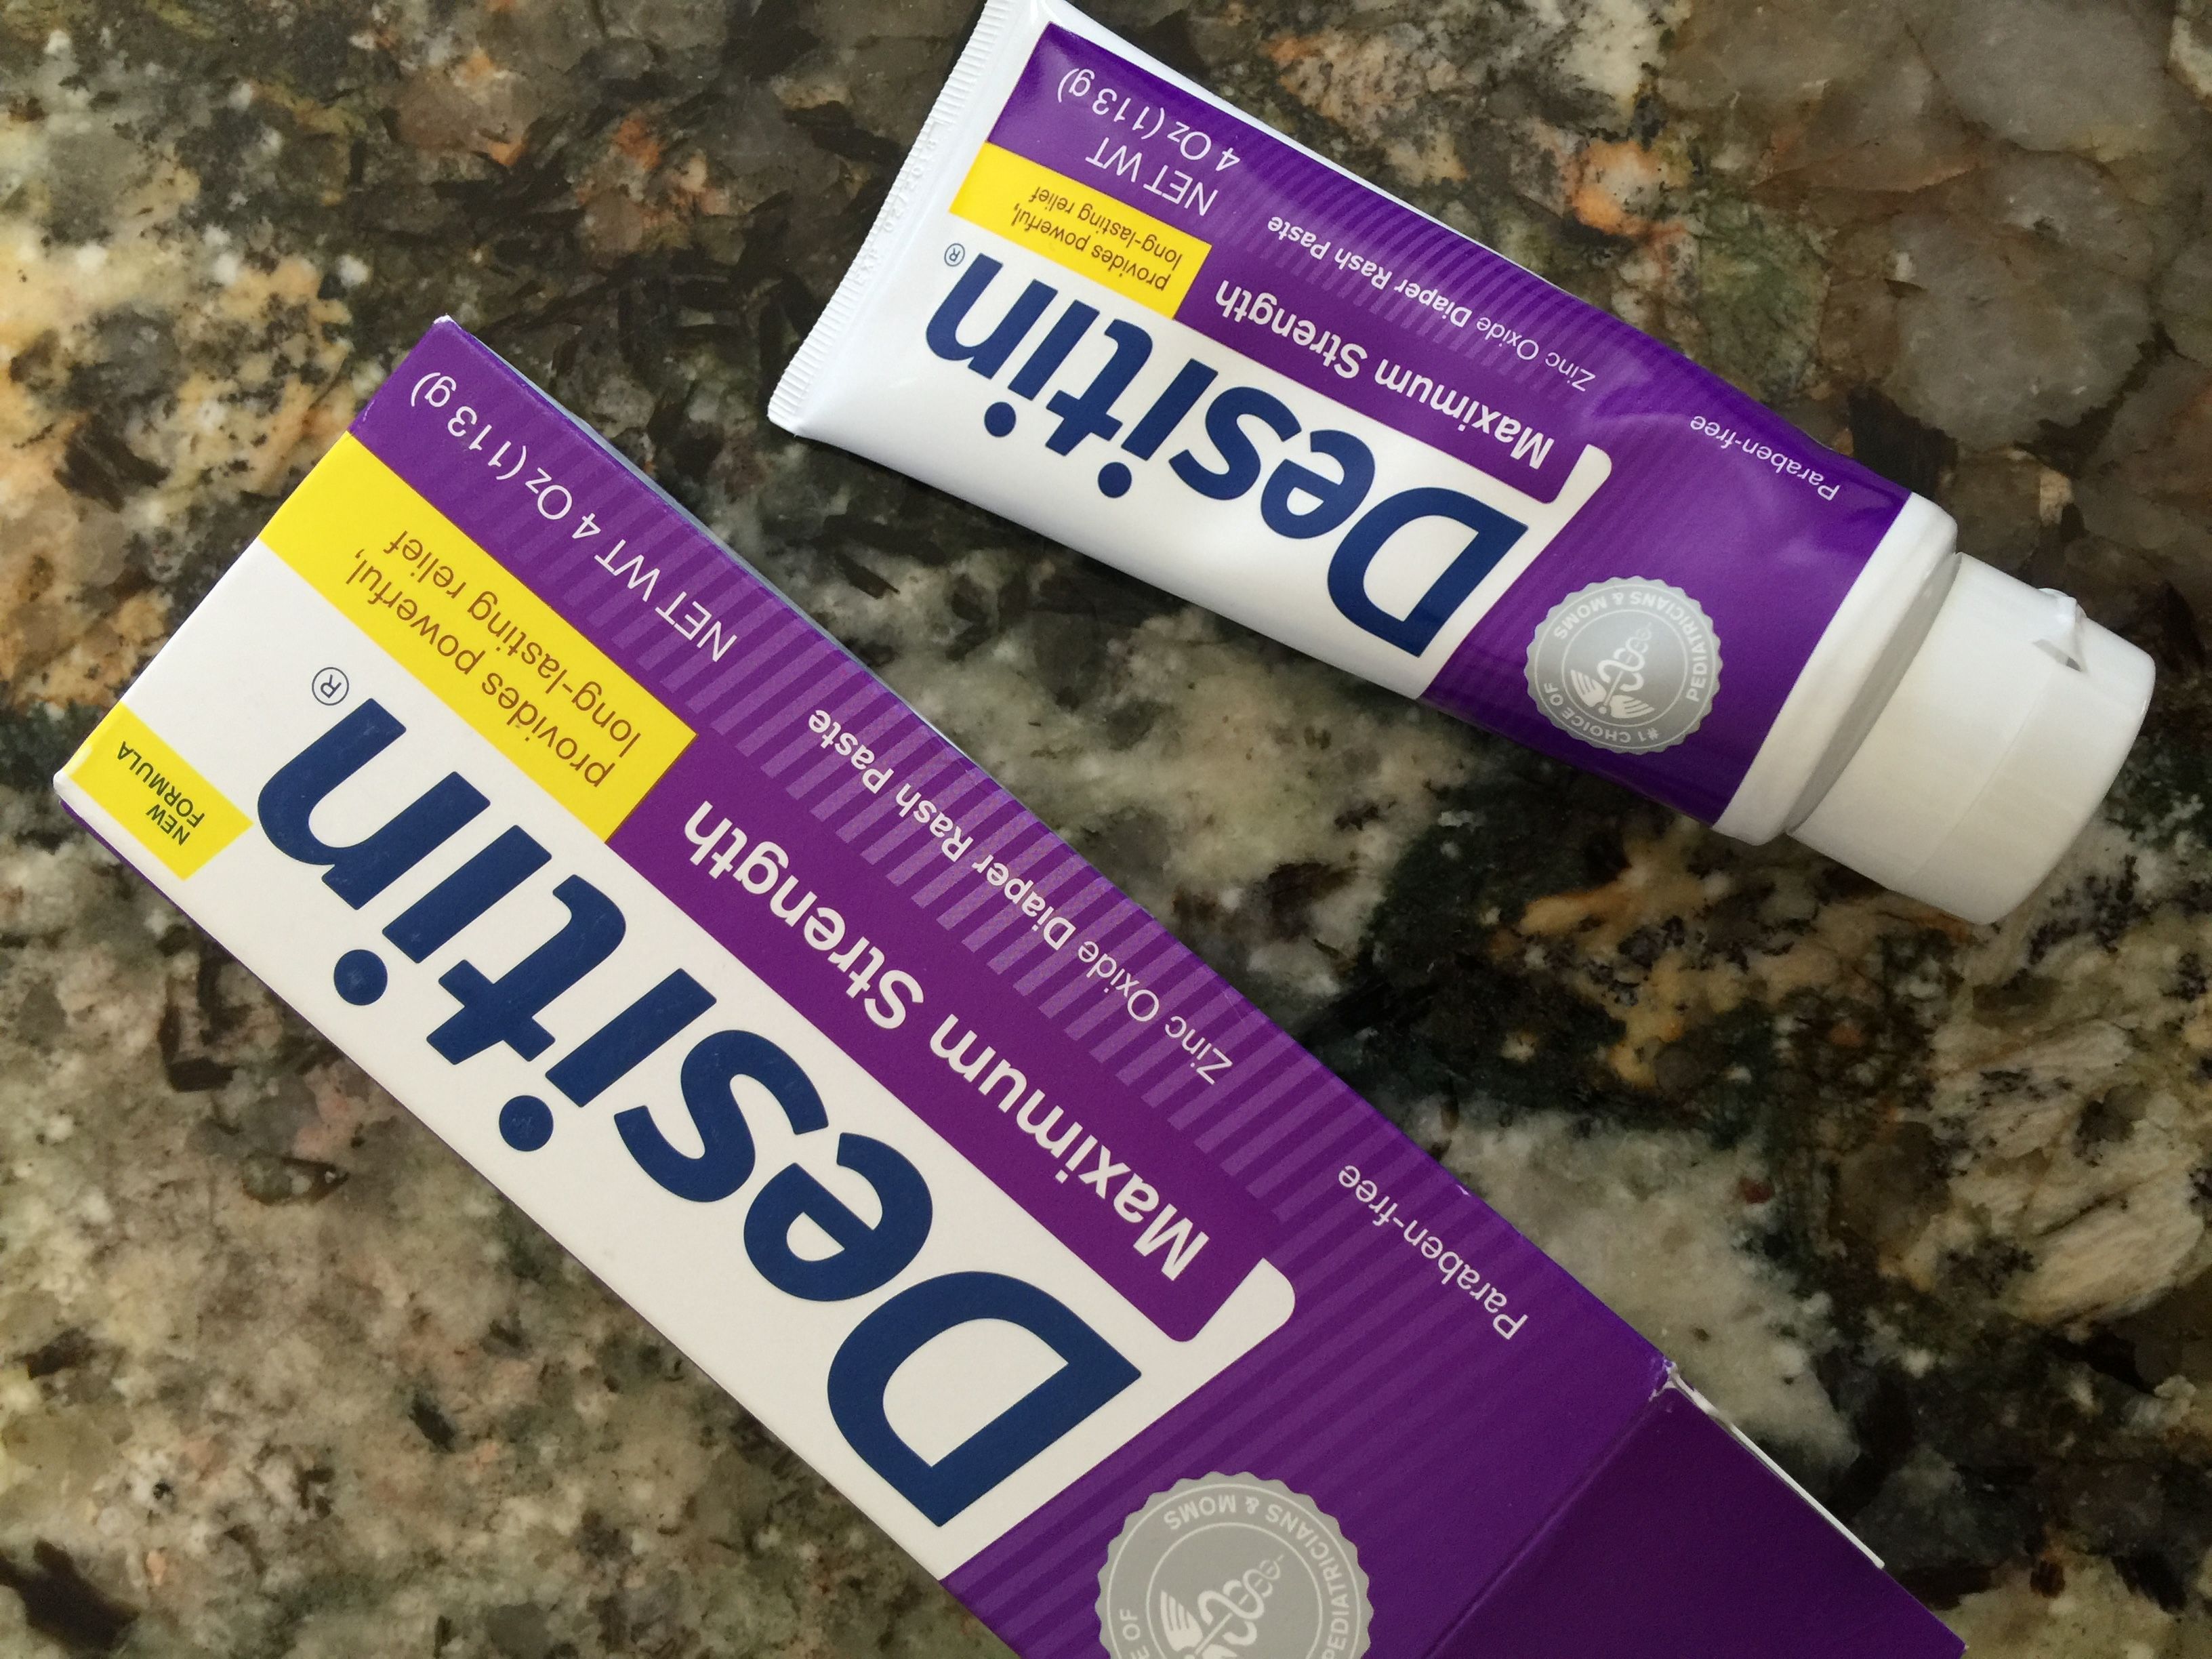 Desitin®
Maximum Strength
provides powerful,
long-lasting relief
Zinc Oxide Diaper Rash Paste
NET WT
4 Oz (113 g)
Paraben-free
#1 CHOICE OF
PEDIATRICIANS & MOMS
NEW
FORMULA
Desitin®
Maximum Strength
provides powerful,
long-lasting relief
Zinc Oxide Diaper Rash Paste
NET WT 4 Oz (113 g)
Paraben-free
OF
PEDIATRICIANS & MOMS